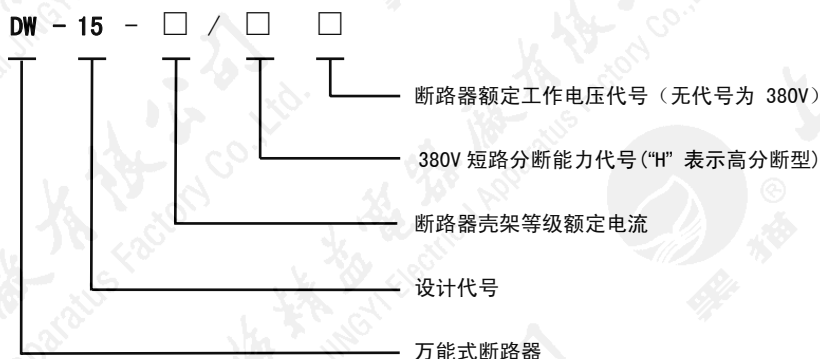 DW - 15 - □ / □ □
断路器额定工作电压代号（无代号为 380V）
380V 短路分断能力代号(“H”表示高分断型)
断路器壳架等级额定电流
设计代号
万能式断路器